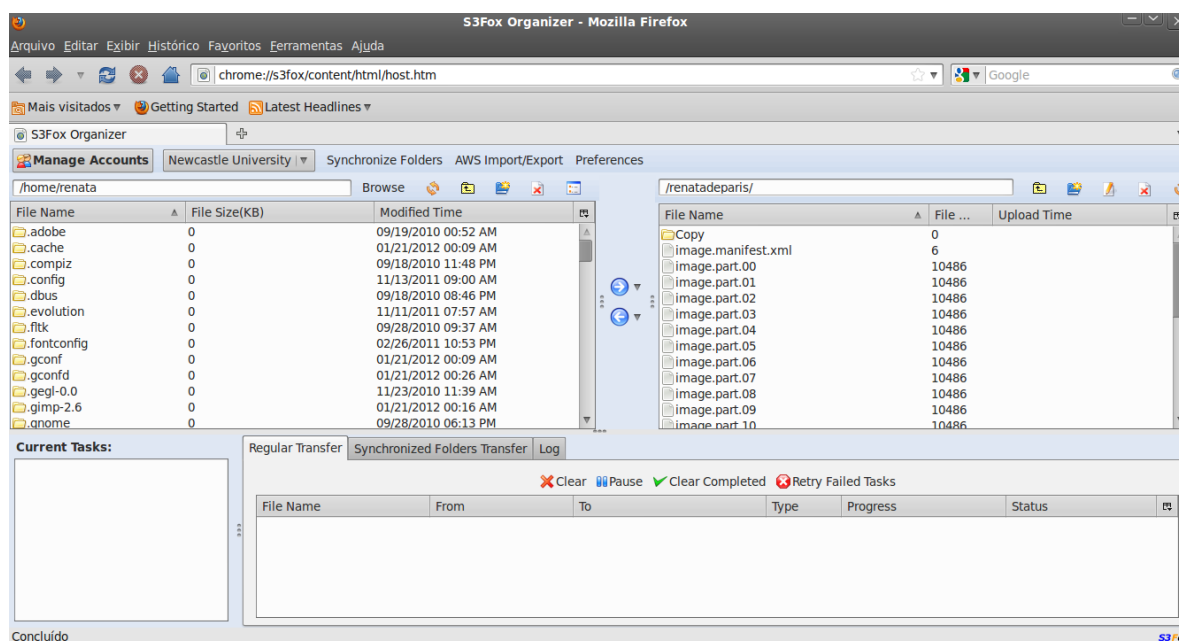 S3Fox Organizer - Mozilla Firefox
Arquivo Editar Exibir Histórico Favoritos Ferramentas Ajuda
chrome://s3fox/content/html/host.htm Google
Mais visitados Getting Started Latest Headlines
S3Fox Organizer
Manage Accounts Newcastle University Synchronize Folders AWS Import/Export Preferences
/home/renata Browse /renatadeparis/
File Name File Size(KB) Modified Time File Name File ... Upload Time
.adobe 0 09/19/2010 00:52 AM Copy 0
.cache 0 01/21/2012 00:09 AM image.manifest.xml 6
.compiz 0 09/18/2010 11:48 PM image.part.00 10486
.config 0 11/13/2011 09:00 AM image.part.01 10486
.dbus 0 09/18/2010 08:46 PM image.part.02 10486
.evolution 0 11/11/2011 07:57 AM image.part.03 10486
.fltk 0 09/28/2010 09:37 AM image.part.04 10486
.fontconfig 0 02/26/2011 10:53 PM image.part.05 10486
.gconf 0 01/21/2012 00:09 AM image.part.06 10486
.gconfd 0 01/21/2012 00:26 AM image.part.07 10486
.gegl-0.0 0 11/23/2010 11:39 AM image.part.08 10486
.gimp-2.6 0 01/21/2012 00:16 AM image.part.09 10486
.gnome 0 09/28/2010 06:13 PM image.part.10 10486
Current Tasks: Regular Transfer Synchronized Folders Transfer Log
Clear Pause Clear Completed Retry Failed Tasks
File Name From To Type Progress Status
Concluído